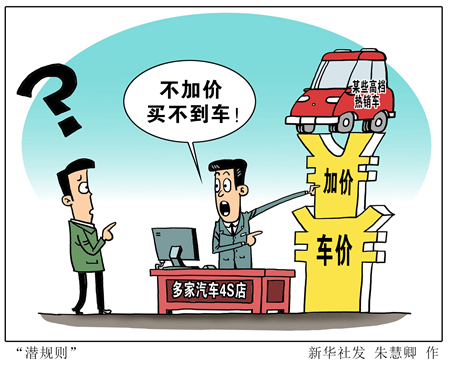 不加价
买不到车!
某些高档
热销车
加价
车价
多家汽车4S店
?
“潜规则”
新华社发 朱慧卿 作